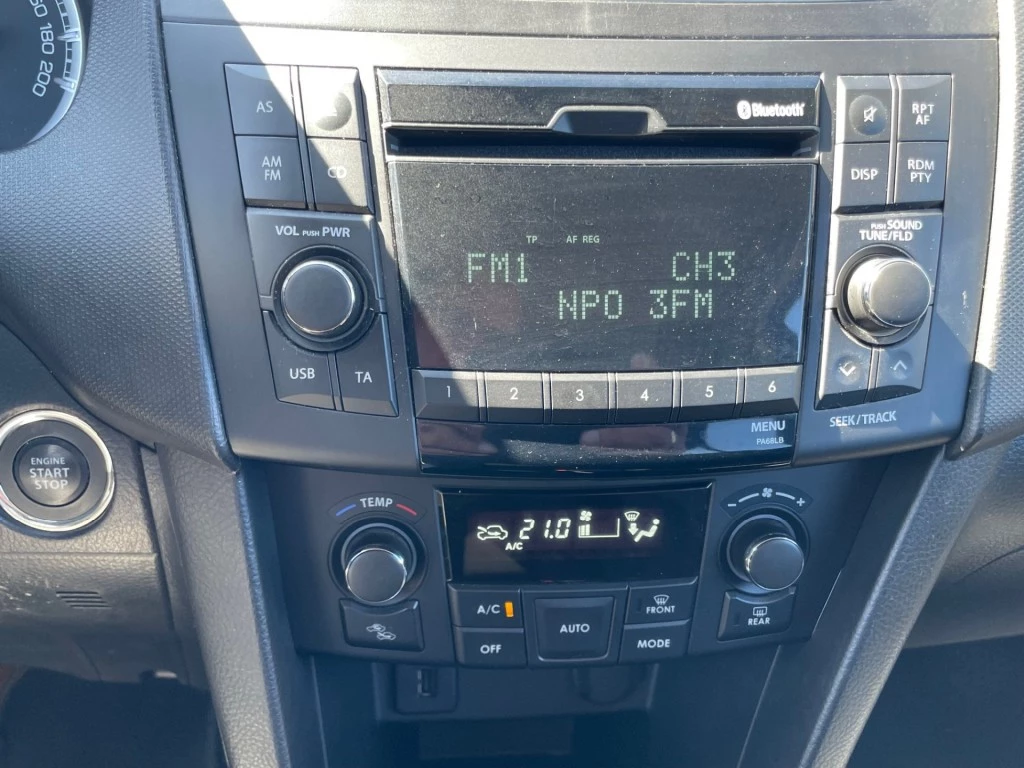 180
200
AS
AM
FM
CD
Bluetooth
RPT
AF
DISP
RDM
PTY
VOL PUSH PWR
PUSH SOUND
TUNE/FLD
TP AF REG
FM1 CH3
NPO 3FM
USB
TA
1 2 3 4 5 6
MENU
PA68LB
SEEK/TRACK
ENGINE
START
STOP
TEMP
21.0
A/C
- +
A/C
AUTO
FRONT
OFF
MODE
REAR